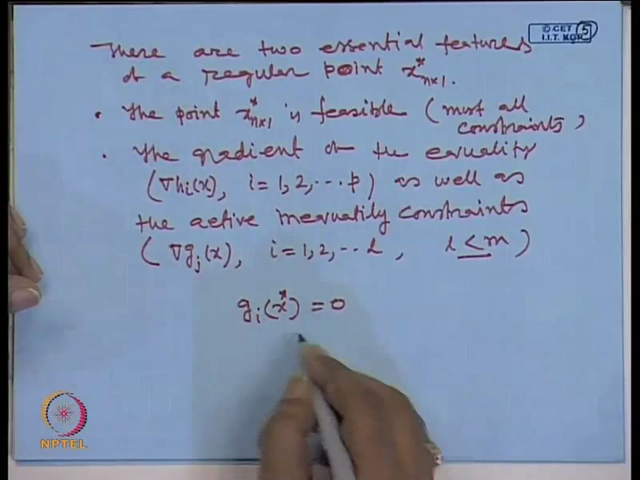 There are two essential features
of a regular point x*ₙₓ₁.
• The point x*ₙₓ₁ is feasible (must all
constraints)
• The gradient of the equality
(∇hᵢ(x), i = 1, 2, ... p) as well as
the active inequality constraints
(∇gⱼ(x), i = 1, 2, ... l, l ≤ m)
gᵢ(x*) = 0
© CET
I.I.T. KGP
5
NPTEL